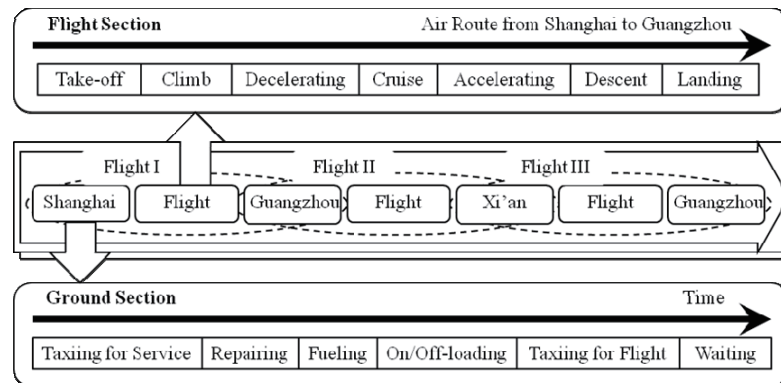 Flight Section Air Route from Shanghai to Guangzhou
Take-off Climb Decelerating Cruise Accelerating Descent Landing
Flight I Flight II Flight III
Shanghai Flight Guangzhou Flight Xi'an Flight Guangzhou
Ground Section Time
Taxiing for Service Repairing Fueling On/Off-loading Taxiing for Flight Waiting